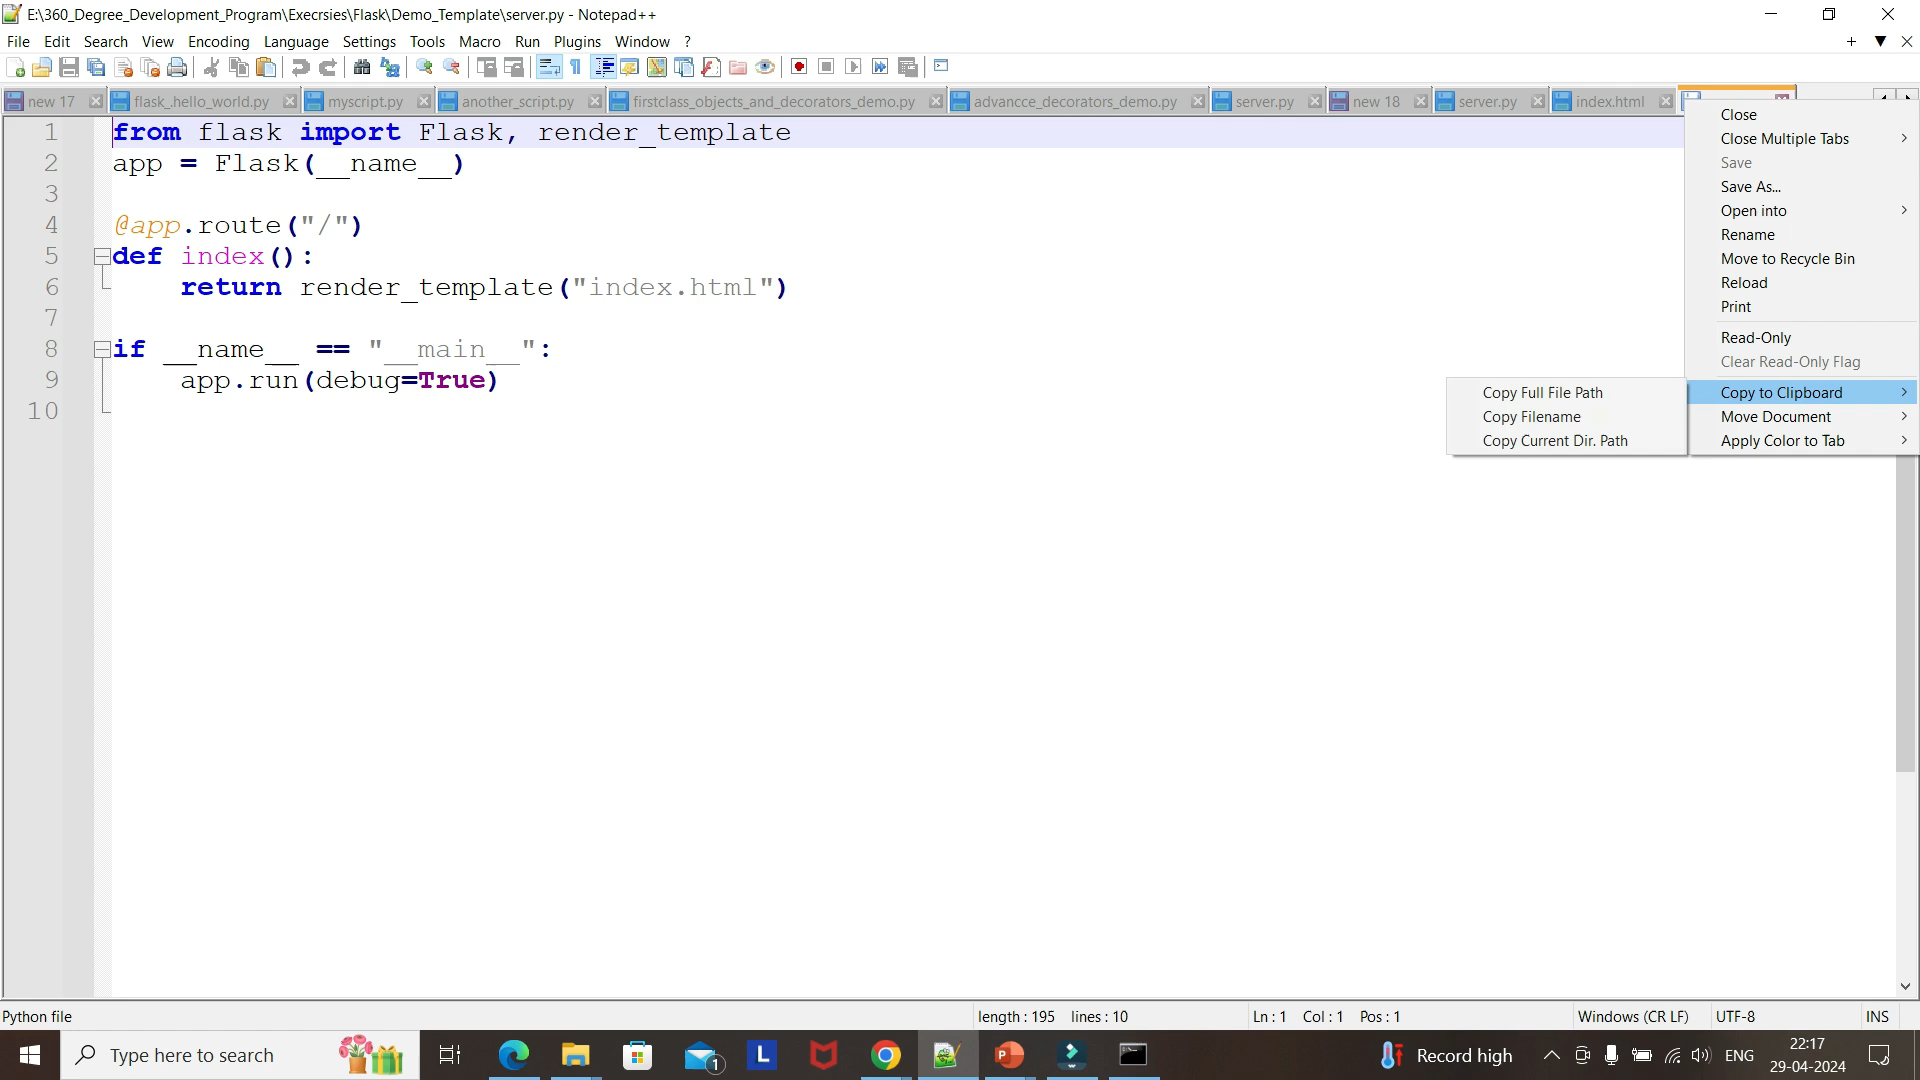 E:\360_Degree_Development_Program\Execrsies\Flask\Demo_Template\server.py - Notepad++
File Edit Search View Encoding Language Settings Tools Macro Run Plugins Window ?
new 17 flask_.hello_world.py myscript.py another_script.py firstclass_objects_and_decorators_demo.py advancce_decorators_demo.py server.py new 18 server.py index.html
1 from flask import Flask, render_template
2 app = Flask(__name__)
3
4 @app.route("/")
5 def index():
6 return render_template("index.html")
7
8 if __name__ == "__main__":
9 app.run(debug=True)
10
Close
Close Multiple Tabs
Save
Save As...
Open into
Rename
Move to Recycle Bin
Reload
Print
Read-Only
Clear Read-Only Flag
Copy to Clipboard
Move Document
Apply Color to Tab
Copy Full File Path
Copy Filename
Copy Current Dir. Path
Python file length : 195 lines : 10 Ln : 1 Col : 1 Pos : 1 Windows (CR LF) UTF-8 INS
Type here to search 1 L Record high ENG 22:17
29-04-2024